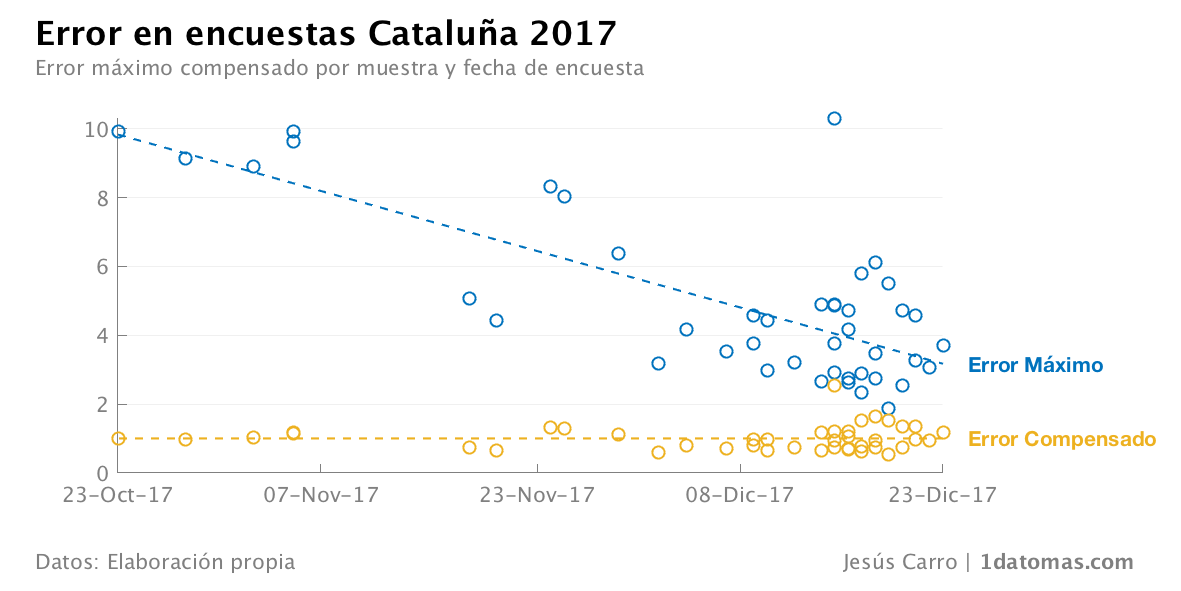 Error en encuestas Cataluña 2017
Error máximo compensado por muestra y fecha de encuesta
10
8
6
4
2
0
23-Oct-17 07-Nov-17 23-Nov-17 08-Dic-17 23-Dic-17
Error Máximo
Error Compensado
Datos: Elaboración propia
Jesús Carro | 1datomas.com